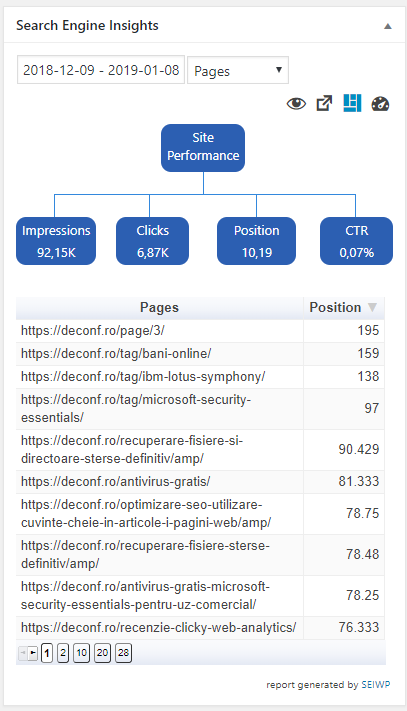 Search Engine Insights
2018-12-09 - 2019-01-08 Pages
Site
Performance
Impressions Clicks Position CTR
92,15K 6,87K 10,19 0,07%
Pages Position
https://deconf.ro/page/3/ 195
https://deconf.ro/tag/bani-online/ 159
https://deconf.ro/tag/ibm-lotus-symphony/ 138
https://deconf.ro/tag/microsoft-security-
essentials/ 97
https://deconf.ro/recuperare-fisiere-si-
directoare-sterse-definitiv/amp/ 90.429
https://deconf.ro/antivirus-gratis/ 81.333
https://deconf.ro/optimizare-seo-utilizare-
cuvinte-cheie-in-articole-i-pagini-web/amp/ 78.75
https://deconf.ro/recuperare-fisiere-sterse-
definitiv/amp/ 78.48
https://deconf.ro/antivirus-gratis-microsoft-
security-essentials-pentru-uz-comercial/ 78.25
https://deconf.ro/recenzie-clicky-web-analytics/ 76.333
1 2 10 20 28
report generated by SEIWP